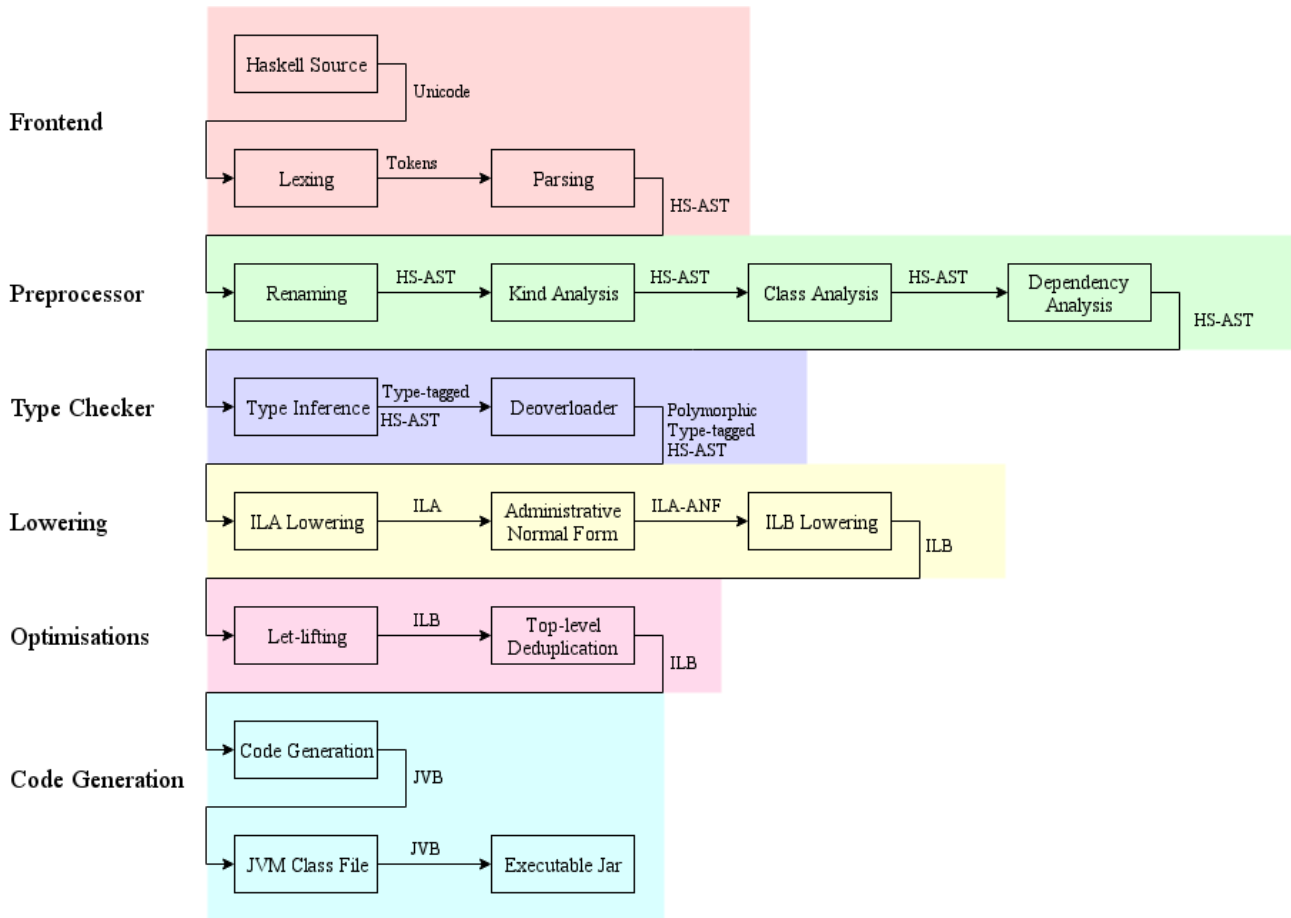 Haskell Source
Unicode
Frontend
Lexing
Tokens
Parsing
HS-AST
Preprocessor
Renaming
HS-AST
Kind Analysis
HS-AST
Class Analysis
HS-AST
Dependency
Analysis
HS-AST
Type Checker
Type Inference
Type-tagged
HS-AST
Deoverloader
Polymorphic
Type-tagged
HS-AST
Lowering
ILA Lowering
ILA
Administrative
Normal Form
ILA-ANF
ILB Lowering
ILB
Optimisations
Let-lifting
ILB
Top-level
Deduplication
ILB
Code Generation
Code Generation
JVB
JVM Class File
JVB
Executable Jar